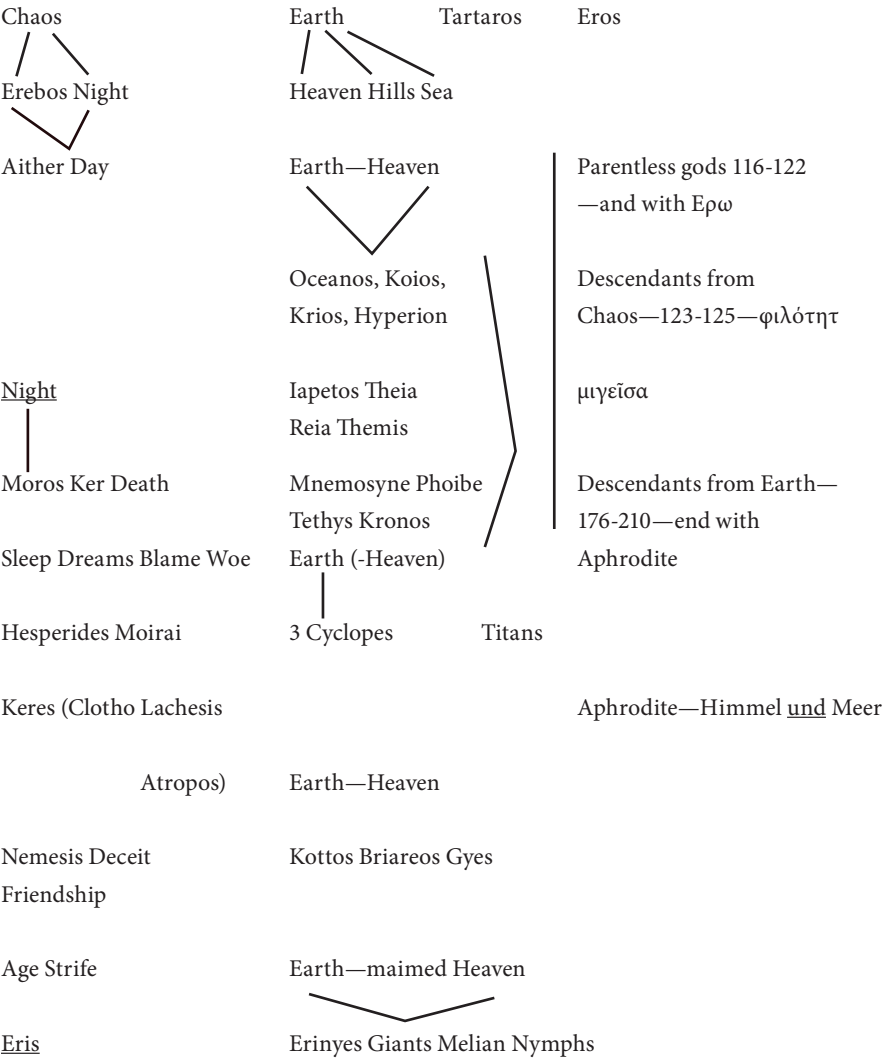 Chaos Earth Tartaros Eros
Erebos Night Heaven Hills Sea
Aither Day Earth—Heaven Parentless gods 116-122
—and with Ερω
Oceanos, Koios, Descendants from
Krios, Hyperion Chaos—123-125—φιλότητ
Night Iapetos Theia μιγεῖσα
Reia Themis
Moros Ker Death Mnemosyne Phoibe Descendants from Earth—
Tethys Kronos 176-210—end with
Sleep Dreams Blame Woe Earth (-Heaven) Aphrodite
Hesperides Moirai 3 Cyclopes Titans
Keres (Clotho Lachesis Aphrodite—Himmel und Meer
Atropos) Earth—Heaven
Nemesis Deceit Kottos Briareos Gyes
Friendship
Age Strife Earth—maimed Heaven
Eris Erinyes Giants Melian Nymphs